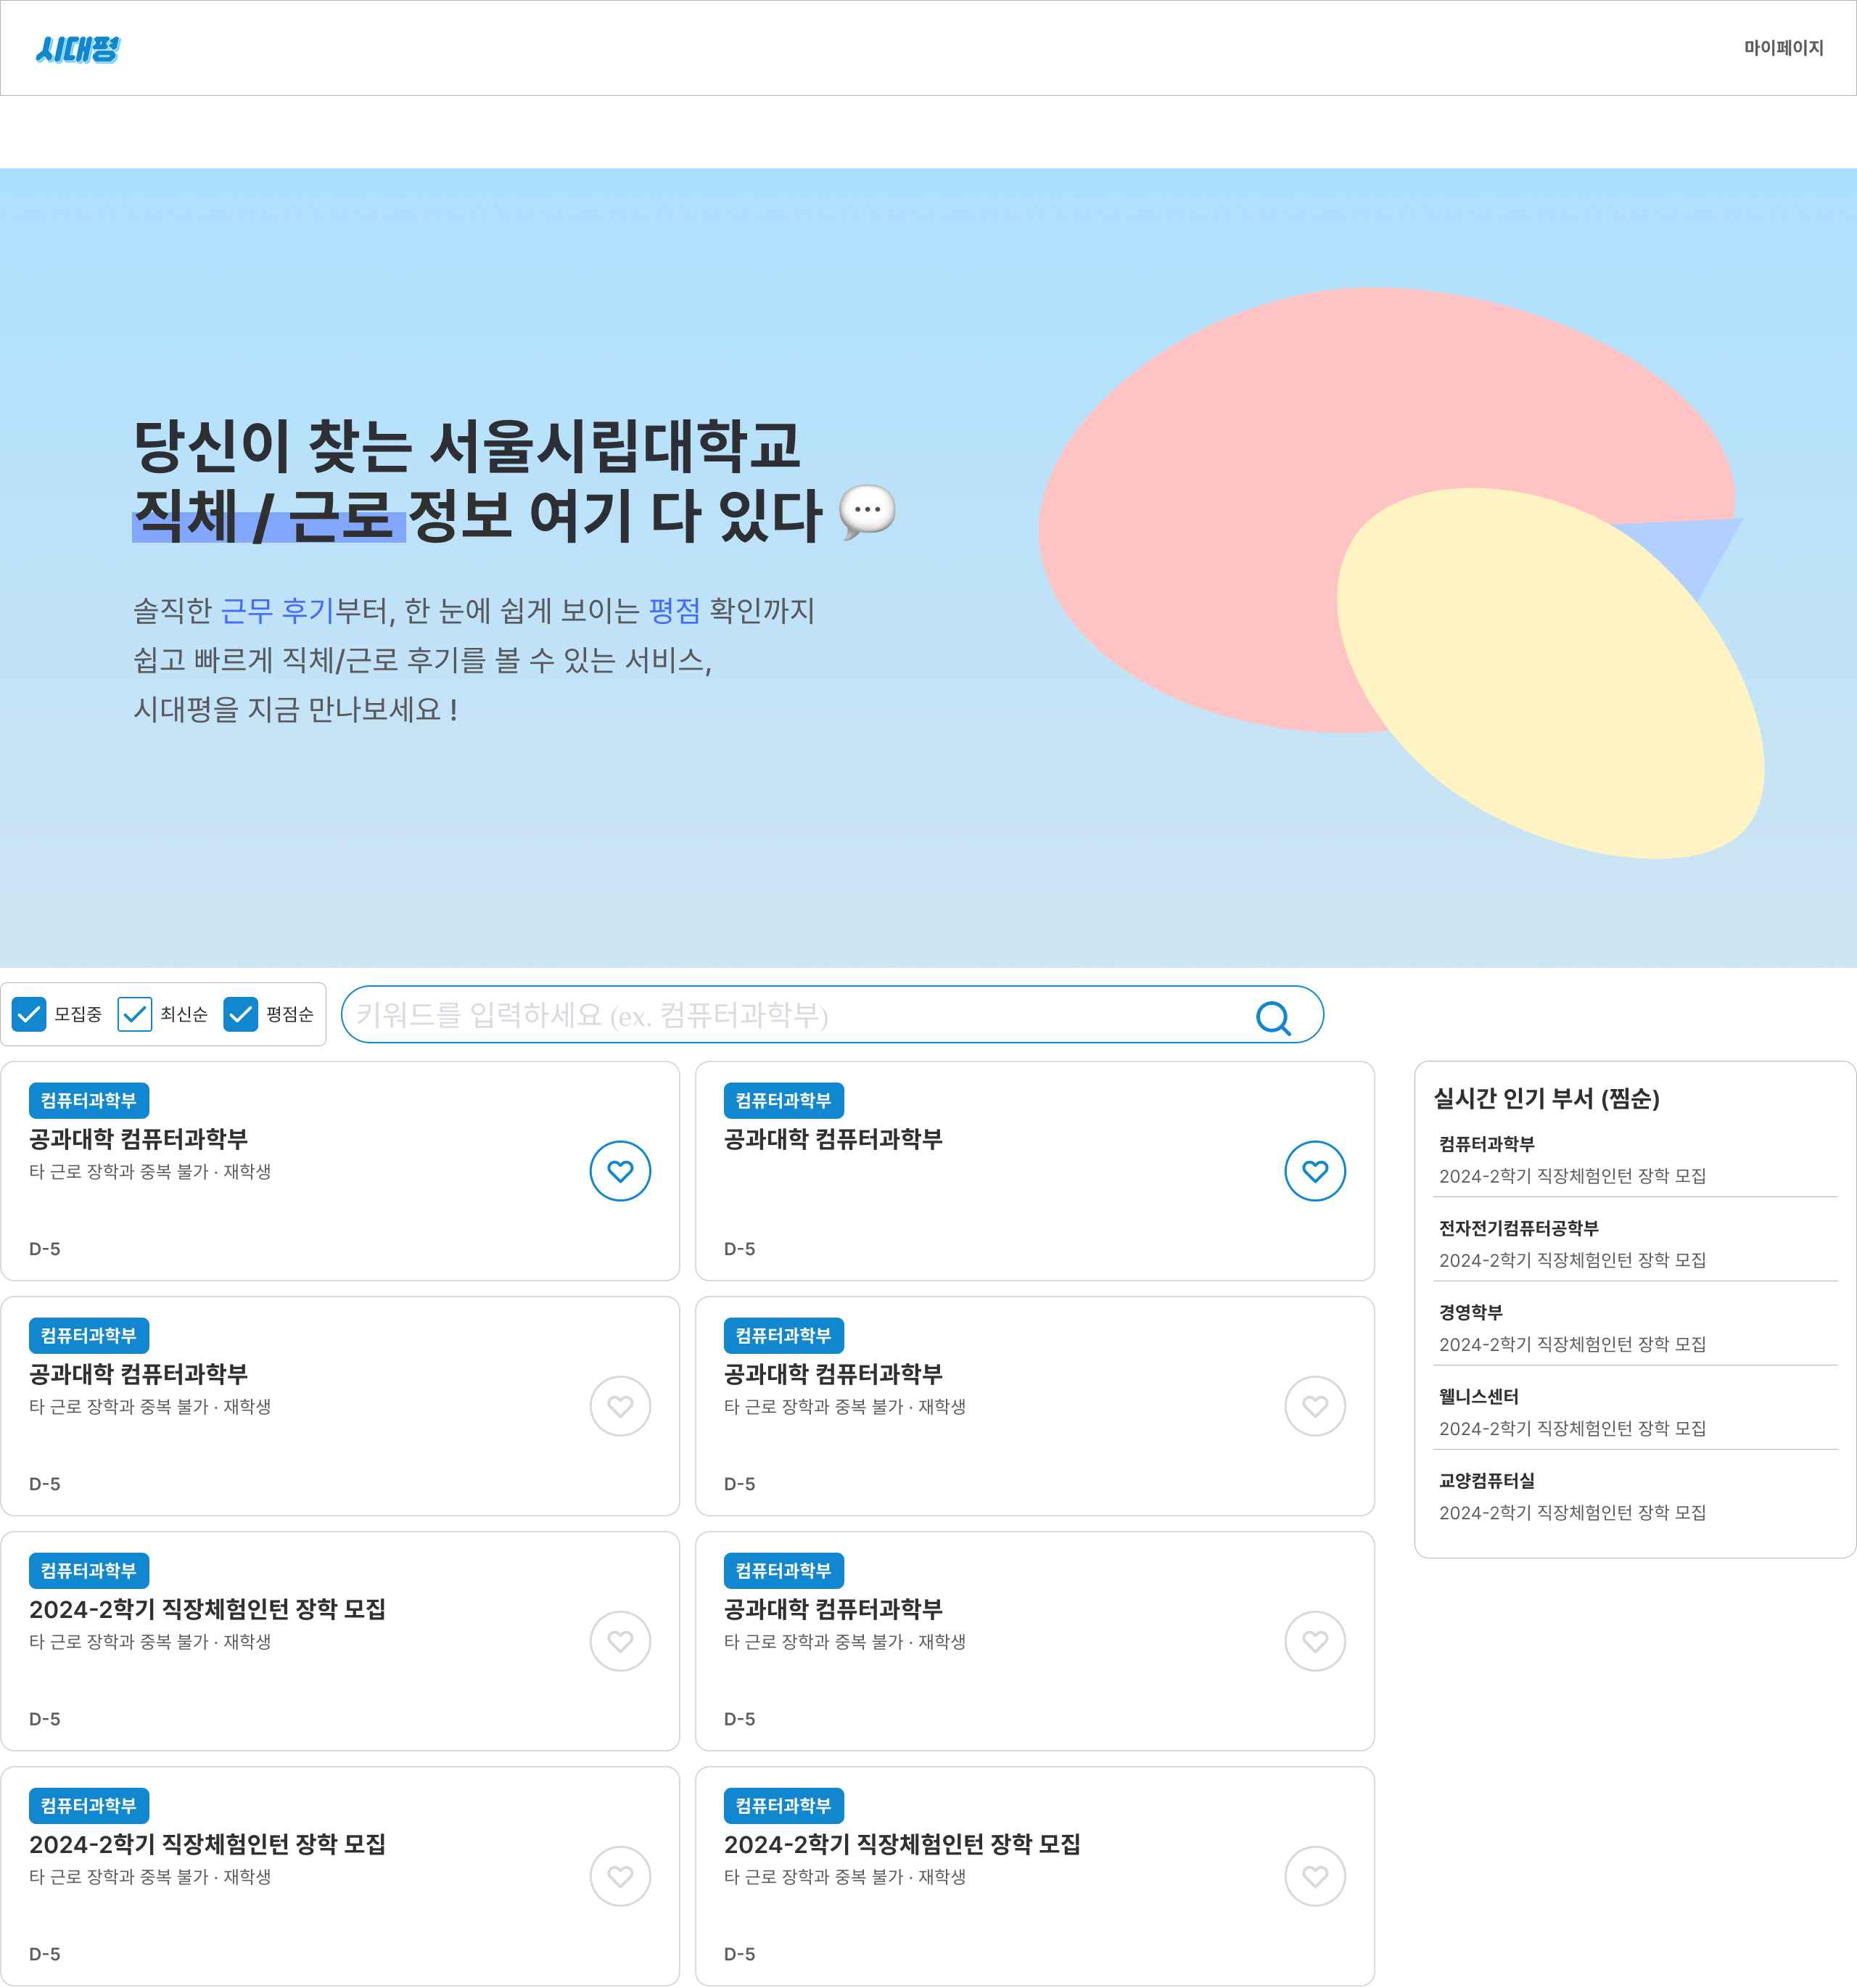 시대평
마이페이지
당신이 찾는 서울시립대학교
직체 / 근로 정보 여기 다 있다 💬
솔직한 근무 후기부터, 한 눈에 쉽게 보이는 평점 확인까지
쉽고 빠르게 직체/근로 후기를 볼 수 있는 서비스,
시대평을 지금 만나보세요 !
모집중 최신순 평점순
키워드를 입력하세요 (ex. 컴퓨터과학부)
컴퓨터과학부
공과대학 컴퓨터과학부
타 근로 장학과 중복 불가 · 재학생
D-5
컴퓨터과학부
공과대학 컴퓨터과학부
D-5
컴퓨터과학부
공과대학 컴퓨터과학부
타 근로 장학과 중복 불가 · 재학생
D-5
컴퓨터과학부
공과대학 컴퓨터과학부
타 근로 장학과 중복 불가 · 재학생
D-5
컴퓨터과학부
2024-2학기 직장체험인턴 장학 모집
타 근로 장학과 중복 불가 · 재학생
D-5
컴퓨터과학부
공과대학 컴퓨터과학부
타 근로 장학과 중복 불가 · 재학생
D-5
컴퓨터과학부
2024-2학기 직장체험인턴 장학 모집
타 근로 장학과 중복 불가 · 재학생
D-5
컴퓨터과학부
2024-2학기 직장체험인턴 장학 모집
타 근로 장학과 중복 불가 · 재학생
D-5
실시간 인기 부서 (찜순)
컴퓨터과학부
2024-2학기 직장체험인턴 장학 모집
전자전기컴퓨터공학부
2024-2학기 직장체험인턴 장학 모집
경영학부
2024-2학기 직장체험인턴 장학 모집
웰니스센터
2024-2학기 직장체험인턴 장학 모집
교양컴퓨터실
2024-2학기 직장체험인턴 장학 모집